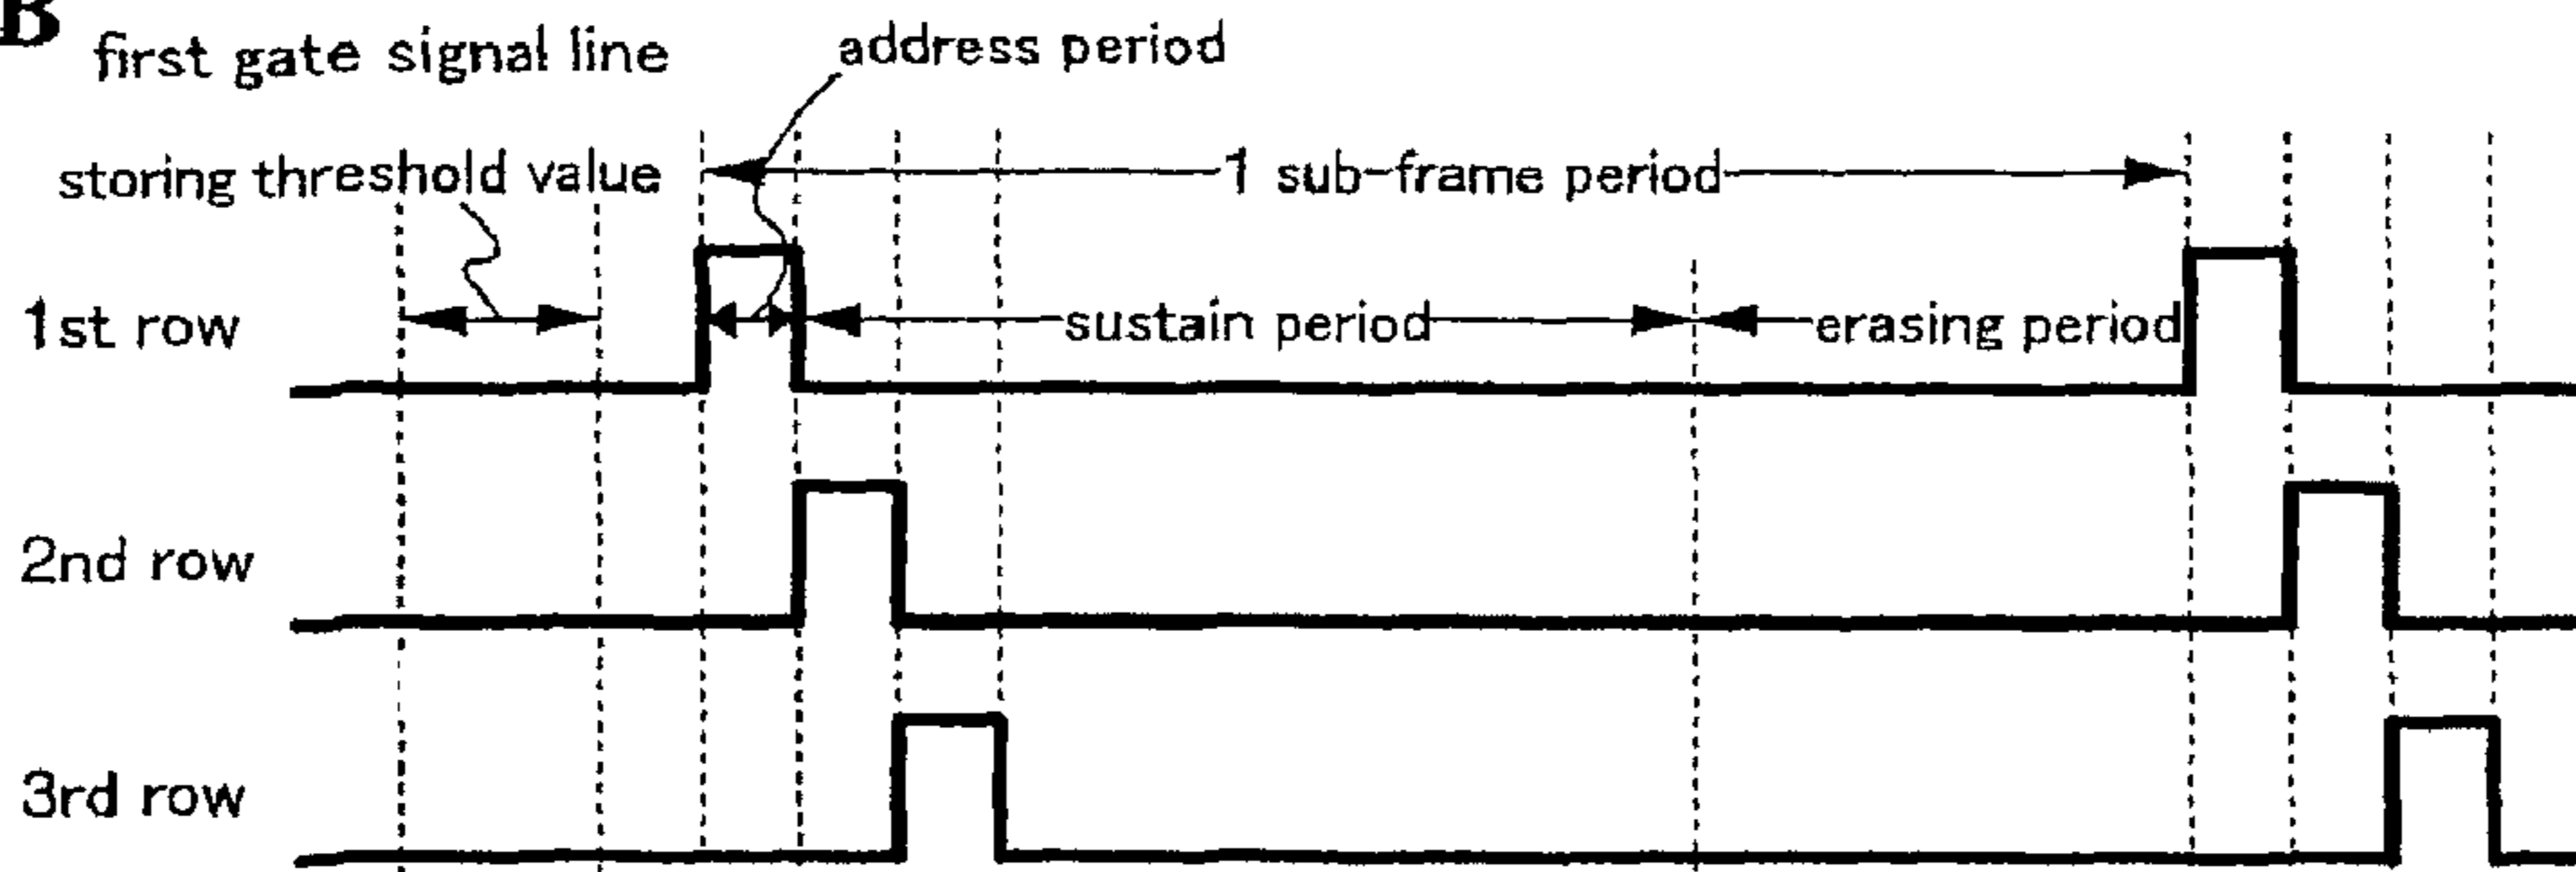 B
first gate signal line
address period
storing threshold value
1 sub-frame period
1st row
sustain period
erasing period
2nd row
3rd row